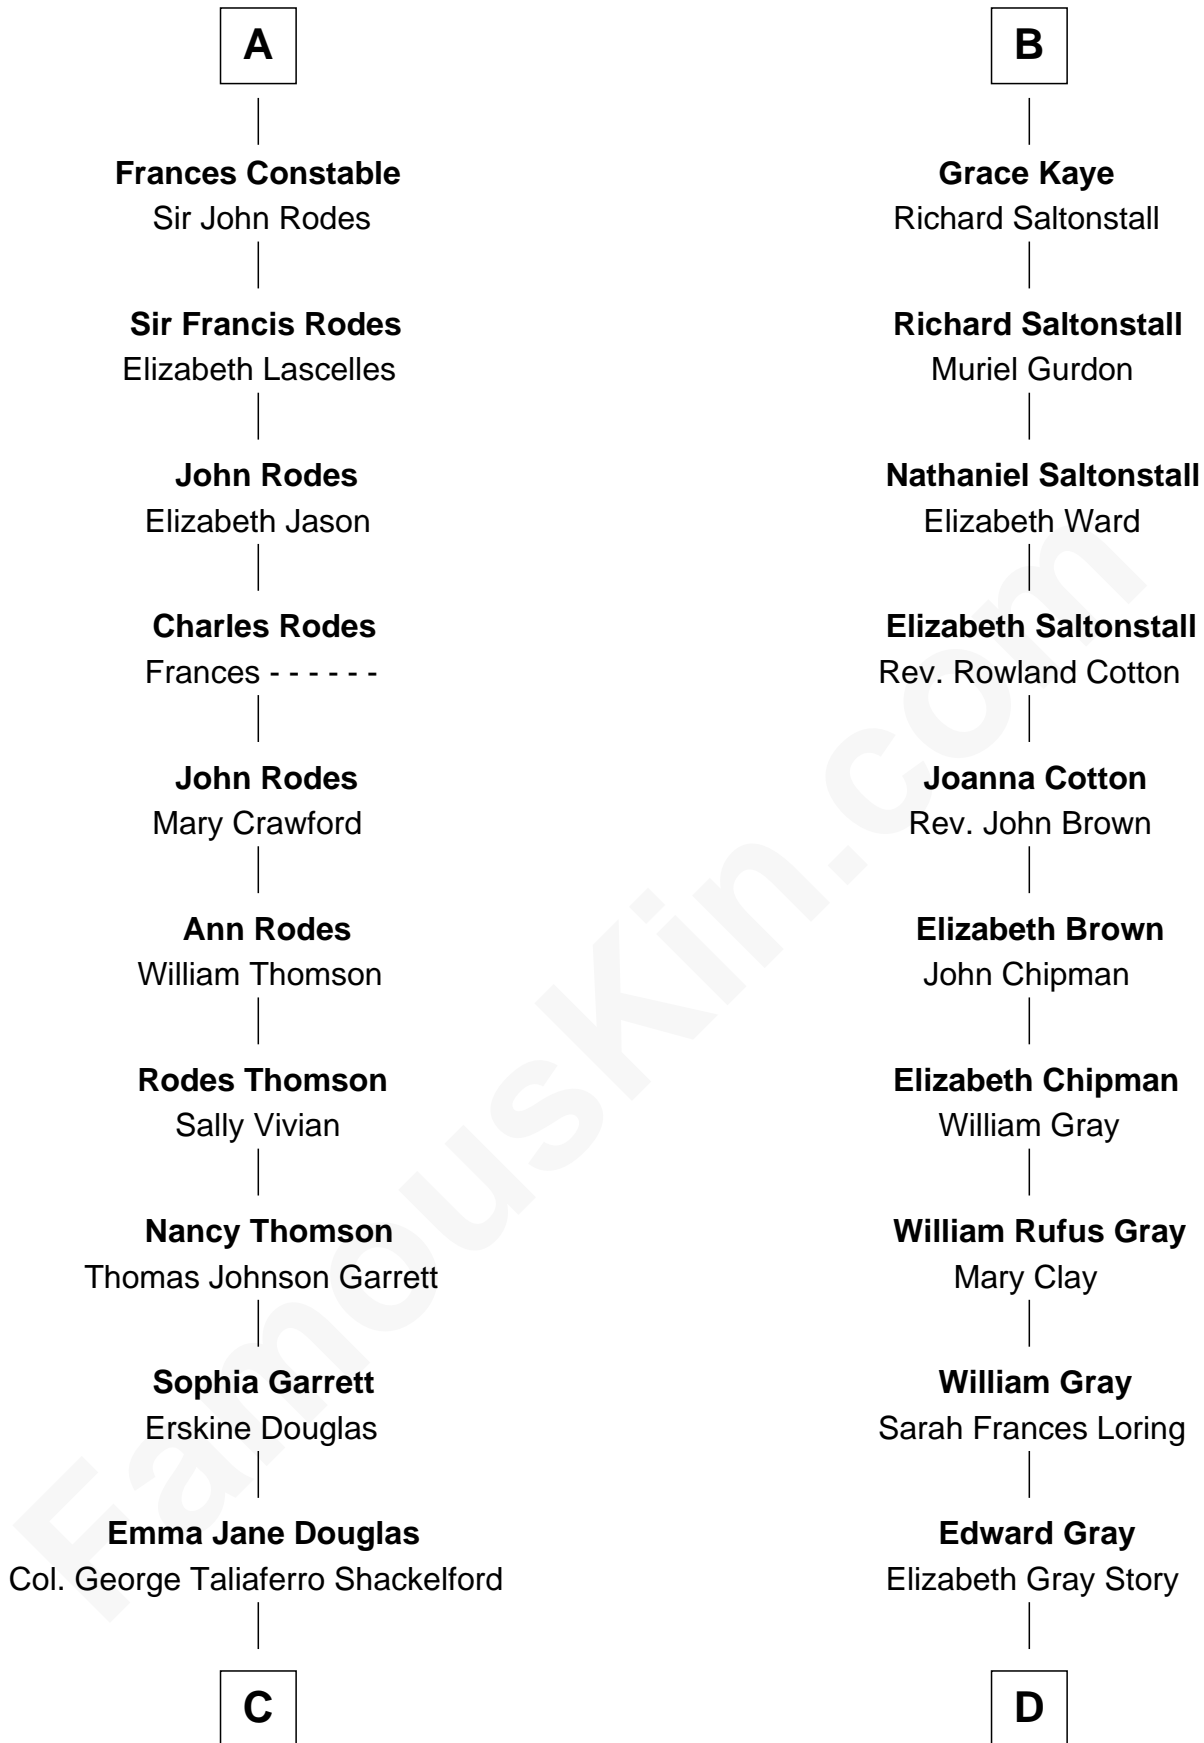 A
Frances Constable
Sir John Rodes
Sir Francis Rodes
Elizabeth Lascelles
John Rodes
Elizabeth Jason
Charles Rodes
Frances - - - - - -
John Rodes
Mary Crawford
Ann Rodes
William Thomson
Rodes Thomson
Sally Vivian
Nancy Thomson
Thomas Johnson Garrett
Sophia Garrett
Erskine Douglas
Emma Jane Douglas
Col. George Taliaferro Shackelford
C
B
Grace Kaye
Richard Saltonstall
Richard Saltonstall
Muriel Gurdon
Nathaniel Saltonstall
Elizabeth Ward
Elizabeth Saltonstall
Rev. Rowland Cotton
Joanna Cotton
Rev. John Brown
Elizabeth Brown
John Chipman
Elizabeth Chipman
William Gray
William Rufus Gray
Mary Clay
William Gray
Sarah Frances Loring
Edward Gray
Elizabeth Gray Story
D
FamousKin.com